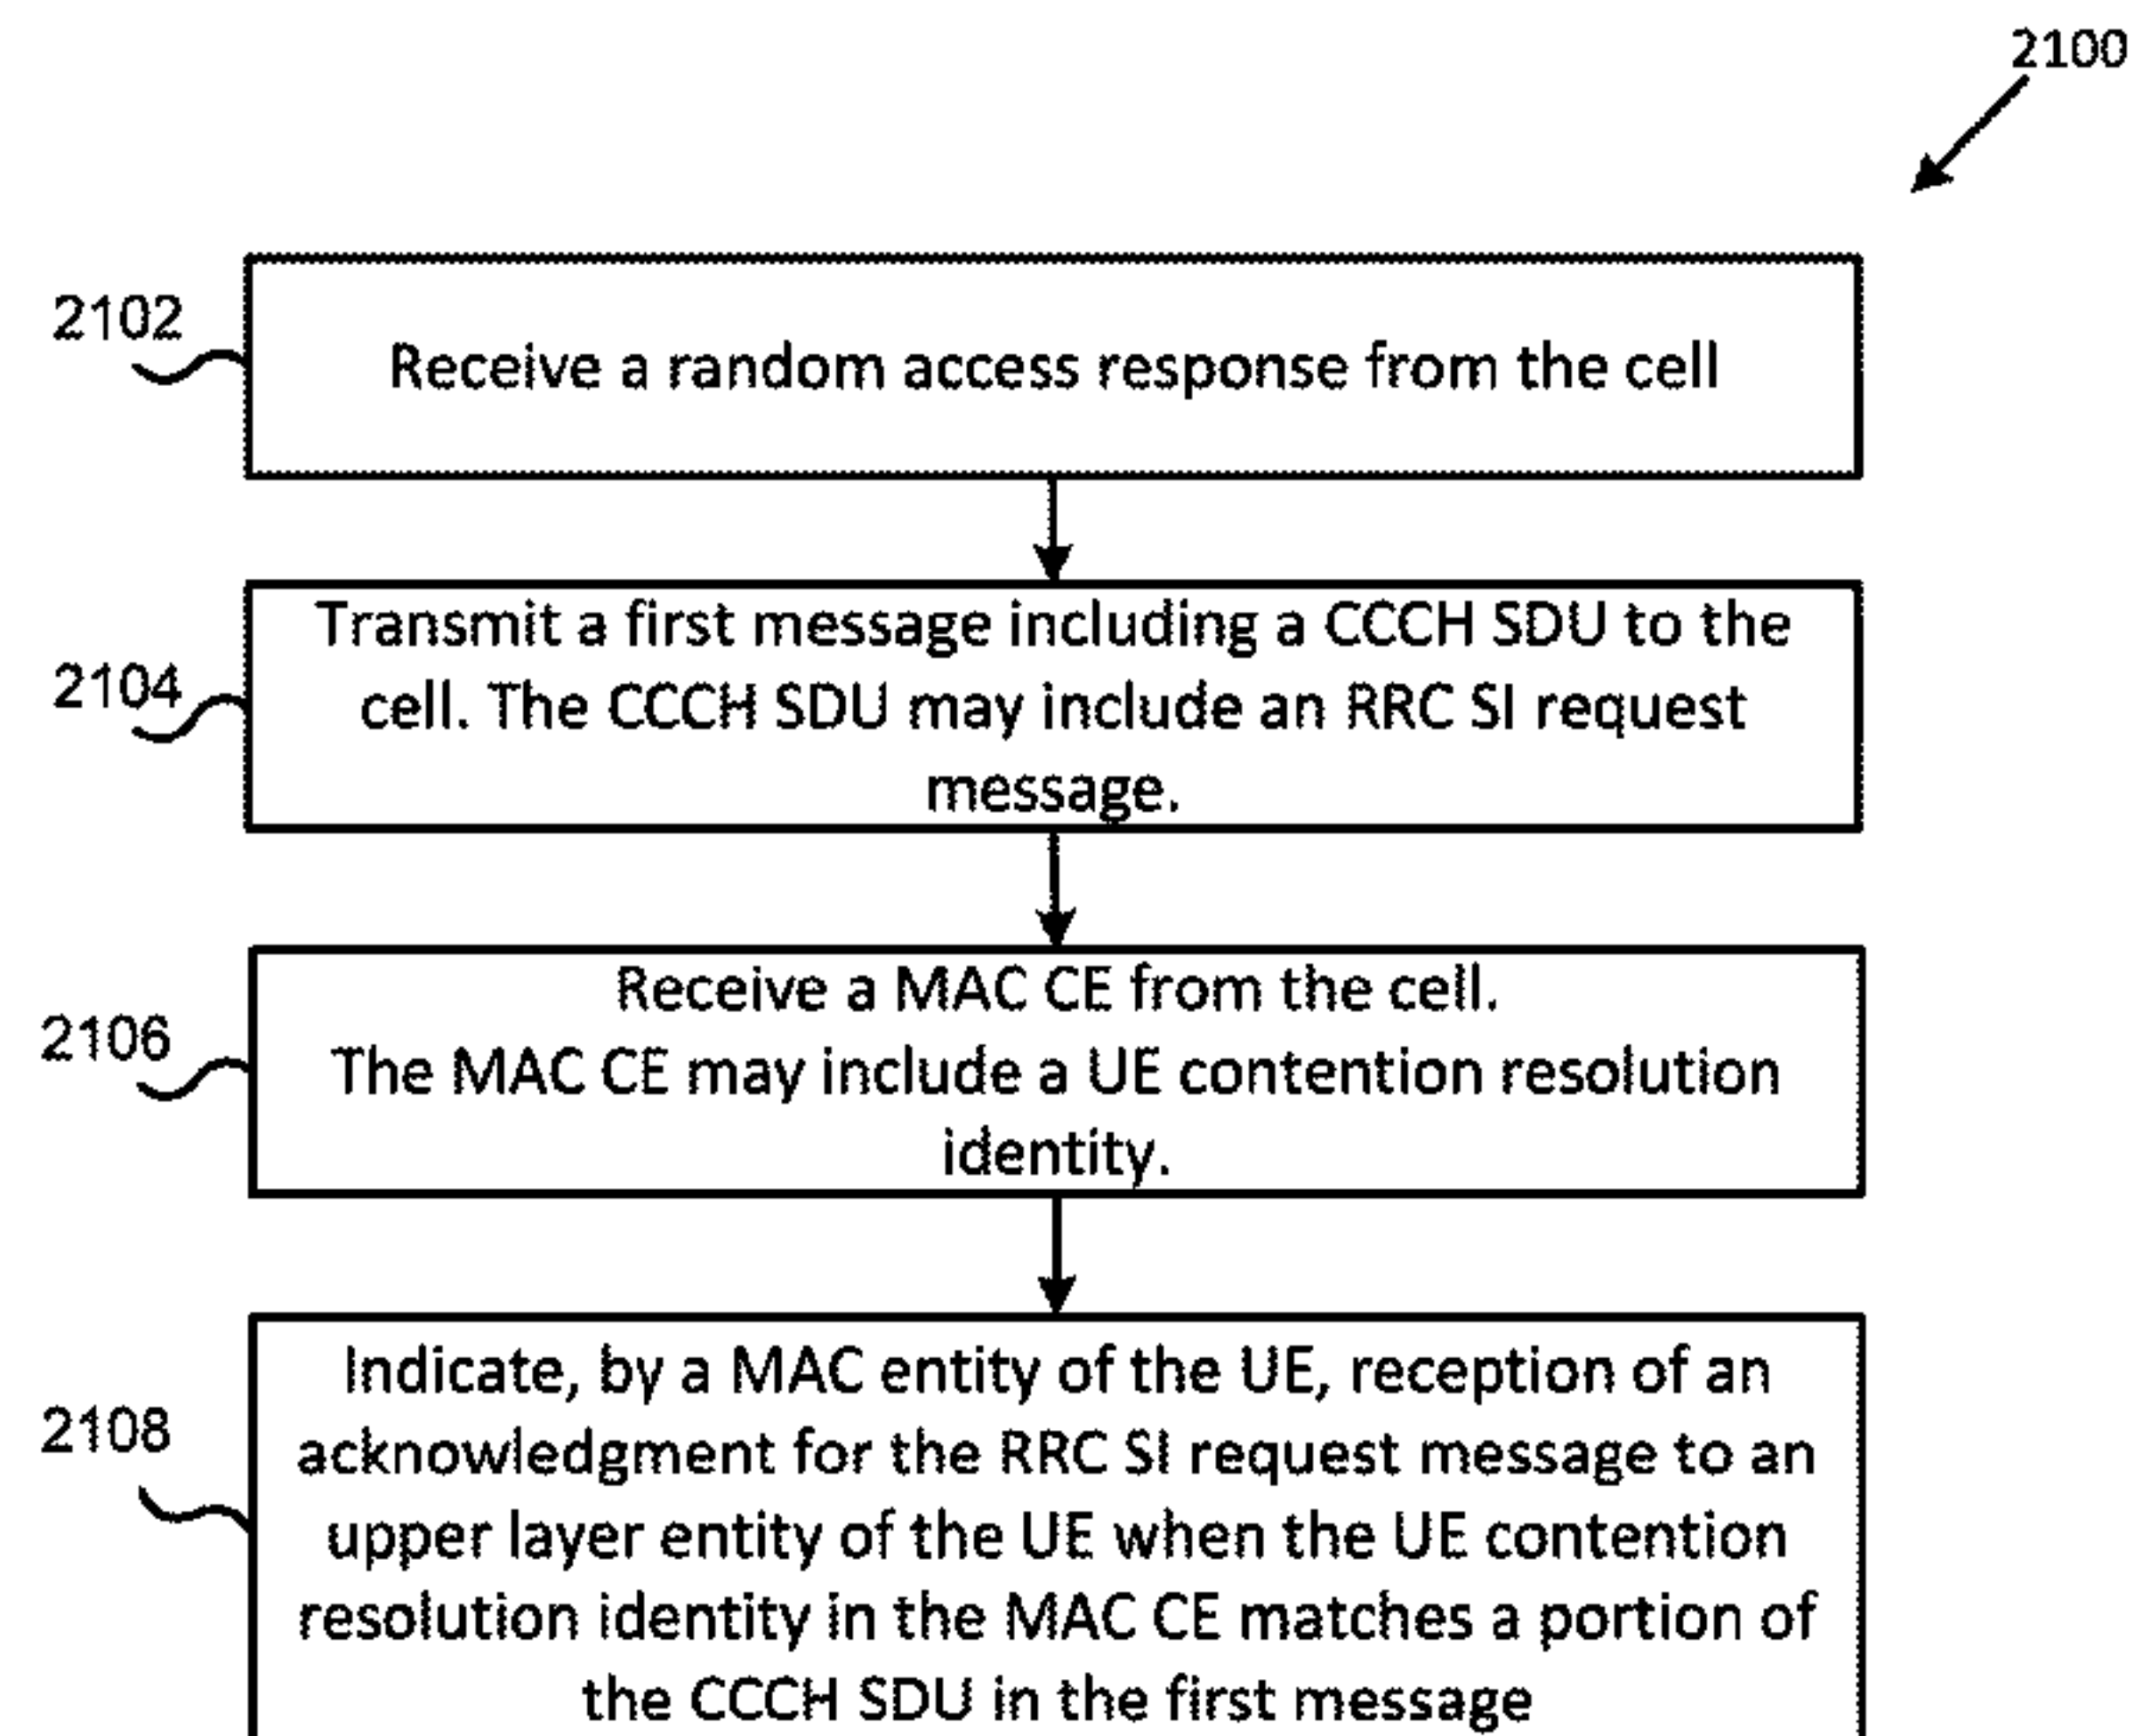 2100
2102
Receive a random access response from the cell
2104
Transmit a first message including a CCCH SDU to the
cell. The CCCH SDU may include an RRC SI request
message.
2106
Receive a MAC CE from the cell.
The MAC CE may include a UE contention resolution
identity.
2108
Indicate, by a MAC entity of the UE, reception of an
acknowledgment for the RRC SI request message to an
upper layer entity of the UE when the UE contention
resolution identity in the MAC CE matches a portion of
the CCCH SDU in the first message